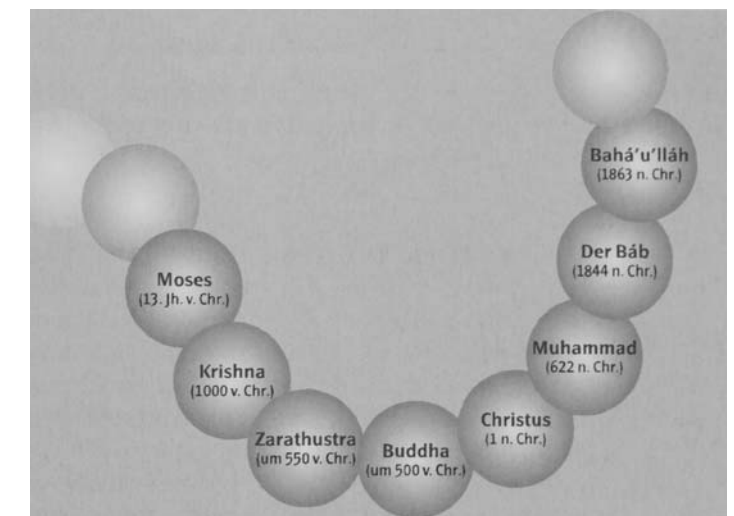 Moses
(13. Jh. v. Chr.)
Krishna
(1000 v. Chr.)
Zarathustra
(um 550 v. Chr.)
Buddha
(um 500 v. Chr.)
Christus
(1 n. Chr.)
Muhammad
(622 n. Chr.)
Der Báb
(1844 n. Chr.)
Bahá'u'lláh
(1863 n. Chr.)